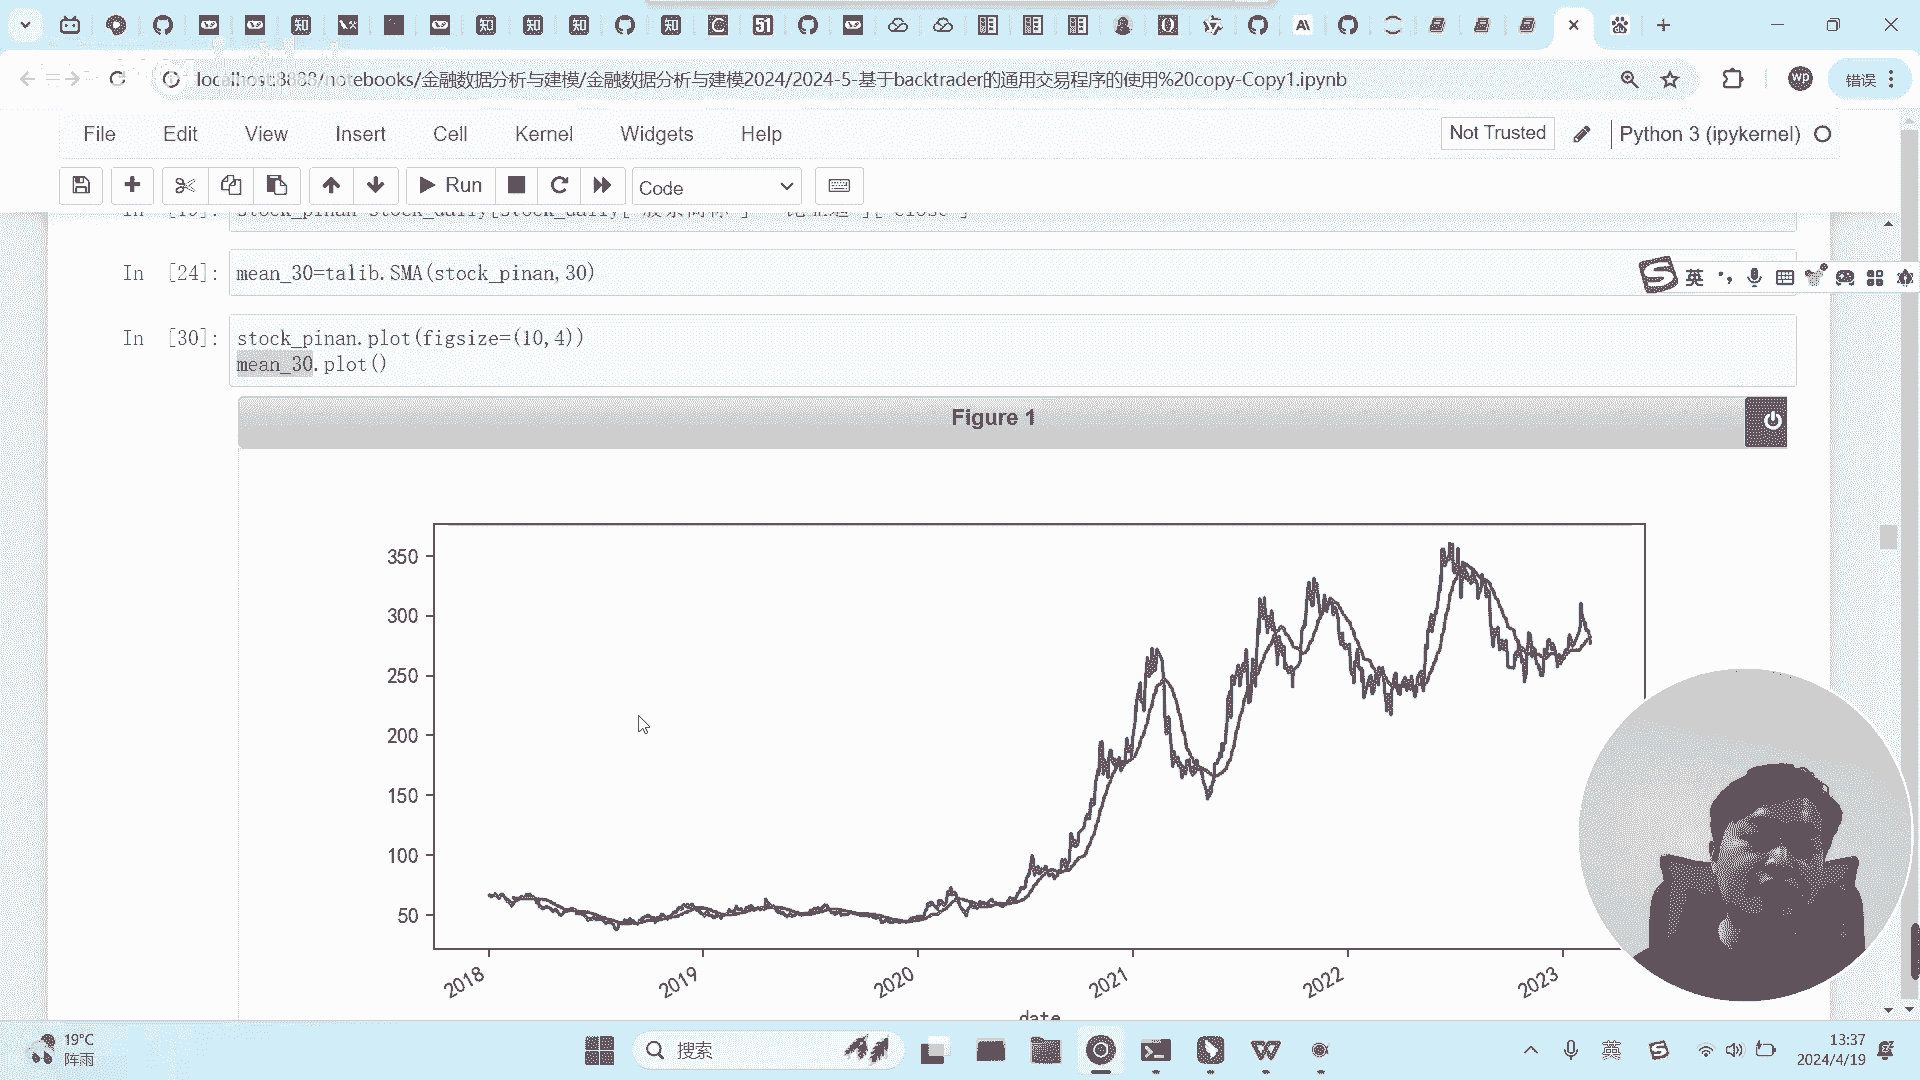 localhost:8888/notebooks/金融数据分析与建模/金融数据分析与建模2024/2024-5-基于backtrader的通用交易程序的使用%20copy-Copy1.ipynb
wp
错误
File Edit View Insert Cell Kernel Widgets Help
Not Trusted
Python 3 (ipykernel)
Run
Code
In [24]: mean_30=talib.SMA(stock_pinan,30)
英
In [30]: stock_pinan.plot(figsize=(10,4))
mean_30.plot()
Figure 1
350
300
250
200
150
100
50
2018 2019 2020 2021 2022 2023
date
19°C
阵雨
搜索
英
13:37
2024/4/19